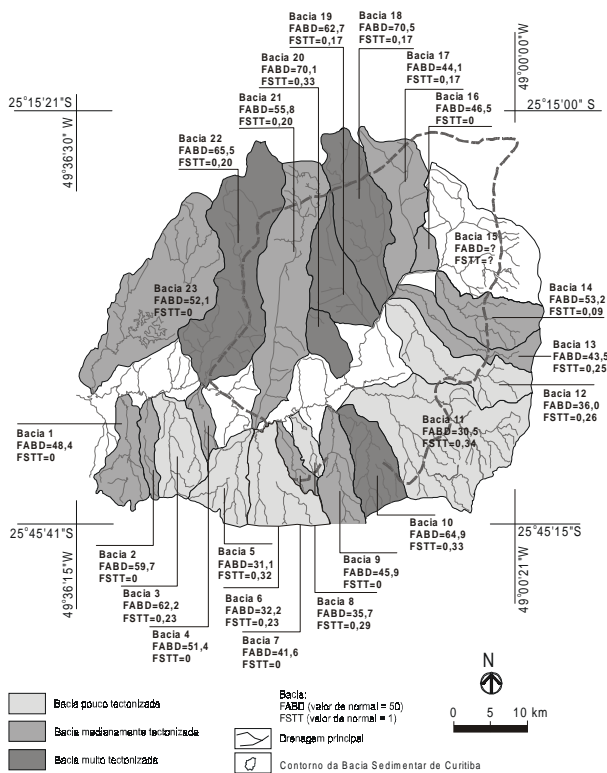 Bacia 19
FABD=62,7
FSTT=0,17
Bacia 18
FABD=70,5
FSTT=0,17
Bacia 20
FABD=70,1
FSTT=0,33
Bacia 17
FABD=44,1
FSTT=0,17
Bacia 21
FABD=55,8
FSTT=0,20
Bacia 16
FABD=46,5
FSTT=0
Bacia 22
FABD=65,5
FSTT=0,20
25°15'21"S
49°36'30" W
49°00'00"W
25°15'00" S
Bacia 15
FABD=?
FSTT=?
Bacia 23
FABD=52,1
FSTT=0
Bacia 14
FABD=53,2
FSTT=0,09
Bacia 13
FABD=43,5
FSTT=0,25
Bacia 12
FABD=36,0
FSTT=0,26
Bacia 11
FABD=30,5
FSTT=0,34
Bacia 1
FABD=48,4
FSTT=0
25°45'41"S
49°36'15"W
25°45'15"S
49°00'21"W
Bacia 10
FABD=64,9
FSTT=0,33
Bacia 2
FABD=59,7
FSTT=0
Bacia 5
FABD=31,1
FSTT=0,32
Bacia 9
FABD=45,9
FSTT=0
Bacia 3
FABD=62,2
FSTT=0,23
Bacia 6
FABD=32,2
FSTT=0,23
Bacia 8
FABD=35,7
FSTT=0,29
Bacia 4
FABD=51,4
FSTT=0
Bacia 7
FABD=41,6
FSTT=0
N
0 5 10 km
Bacia pouco tectonizada
Bacia medianamente tectonizada
Bacia muito tectonizada
Bacia:
FABD (valor de normal = 50)
FSTT (valor de normal = 1)
Drenagem principal
Contorno da Bacia Sedimentar de Curitiba